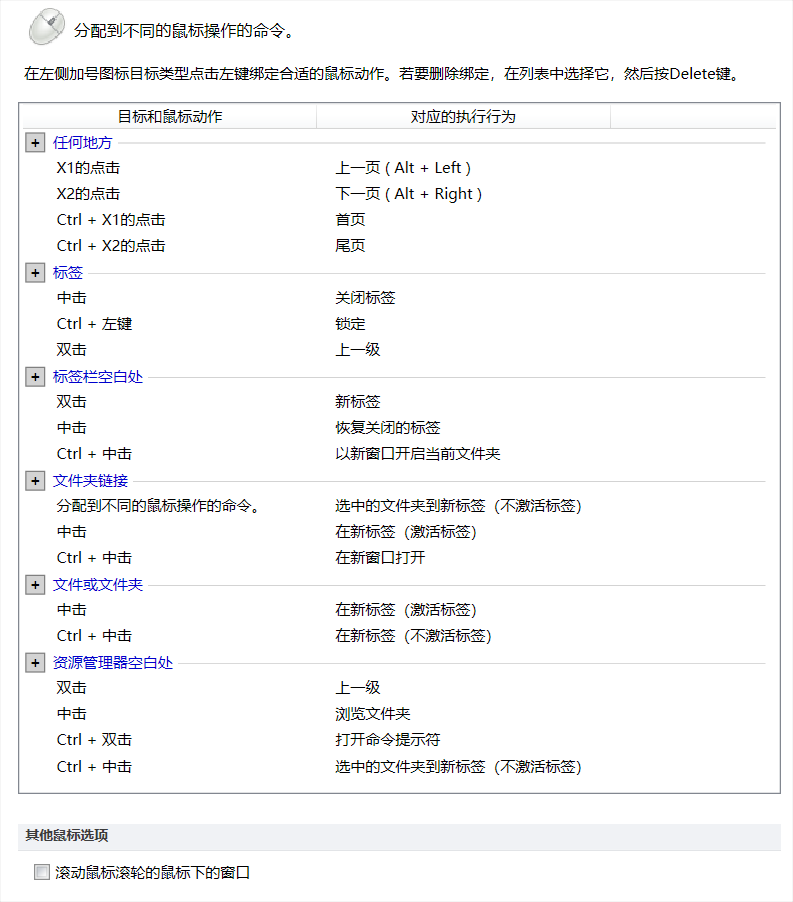 分配到不同的鼠标操作的命令。
在左侧加号图标目标类型点击左键绑定合适的鼠标动作。若要删除绑定，在列表中选择它，然后按Delete键。
目标和鼠标动作 对应的执行行为
+ 任何地方
X1的点击 上一页 ( Alt + Left )
X2的点击 下一页 ( Alt + Right )
Ctrl + X1的点击 首页
Ctrl + X2的点击 尾页
+ 标签
中击 关闭标签
Ctrl + 左键 锁定
双击 上一级
+ 标签栏空白处
双击 新标签
中击 恢复关闭的标签
Ctrl + 中击 以新窗口开启当前文件夹
+ 文件夹链接
分配到不同的鼠标操作的命令。 选中的文件夹到新标签（不激活标签）
中击 在新标签（激活标签）
Ctrl + 中击 在新窗口打开
+ 文件或文件夹
中击 在新标签（激活标签）
Ctrl + 中击 在新标签（不激活标签）
+ 资源管理器空白处
双击 上一级
中击 浏览文件夹
Ctrl + 双击 打开命令提示符
Ctrl + 中击 选中的文件夹到新标签（不激活标签）
其他鼠标选项
滚动鼠标滚轮的鼠标下的窗口